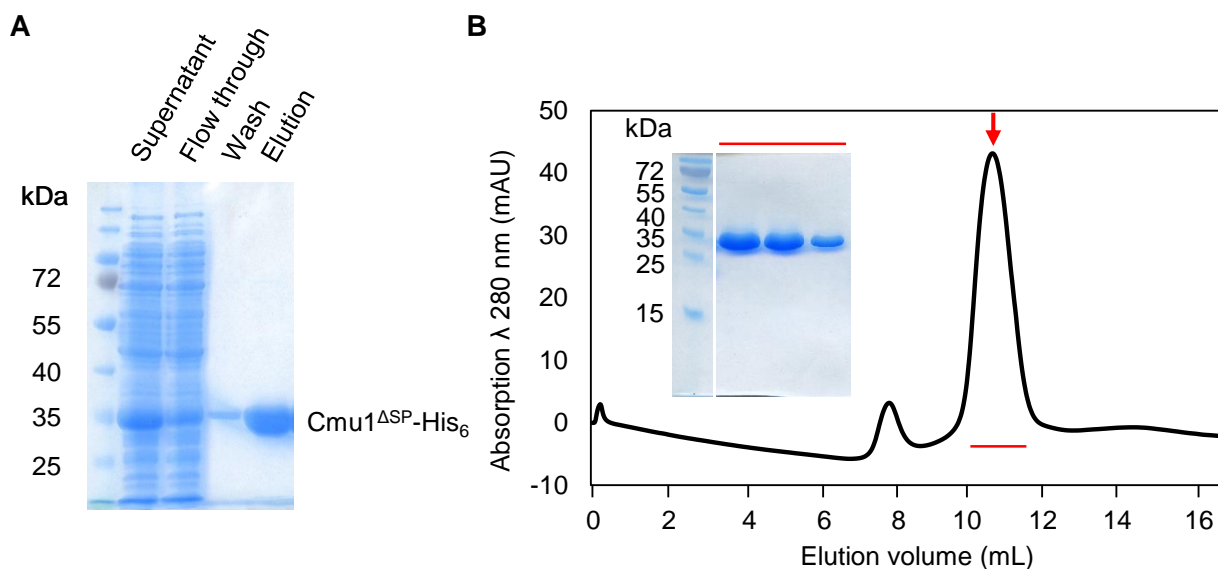 A
Supernatant
Flow through
Wash
Elution
kDa
72
55
40
35
25
Cmu1ΔSP-His6
B
Absorption λ 280 nm (mAU)
50
40
30
20
10
0
-10
kDa
72
55
40
35
25
15
0 2 4 6 8 10 12 14 16
Elution volume (mL)